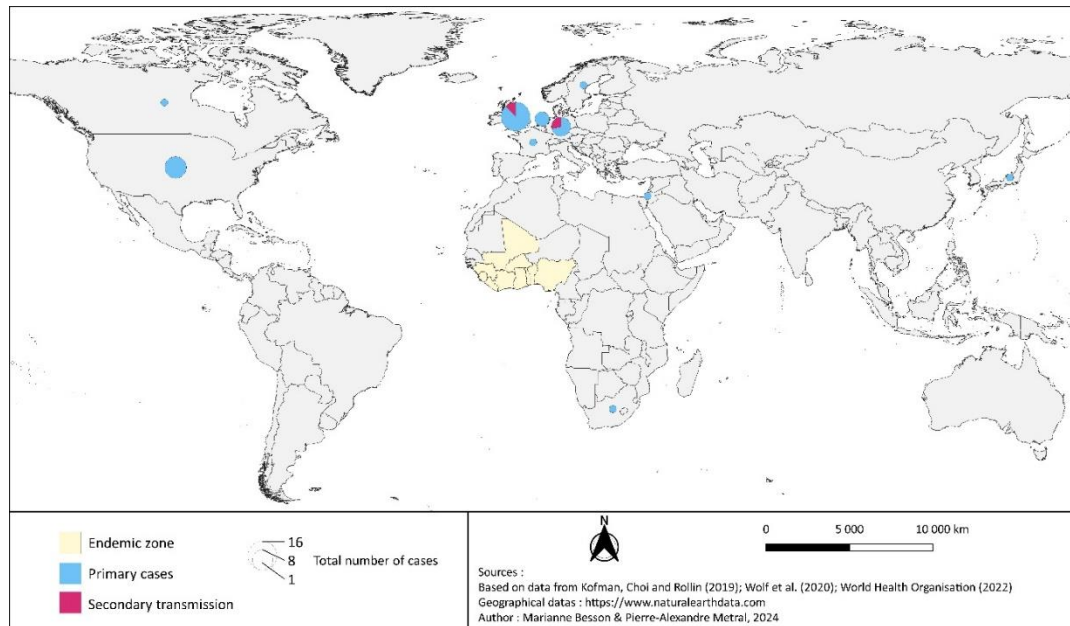 Endemic zone
Primary cases
Secondary transmission
16
8
1
Total number of cases
N
0 5 000 10 000 km
Sources :
Based on data from Kofman, Choi and Rollin (2019); Wolf et al. (2020); World Health Organisation (2022)
Geographical datas : https://www.naturalearthdata.com
Author : Marianne Besson & Pierre-Alexandre Metral, 2024